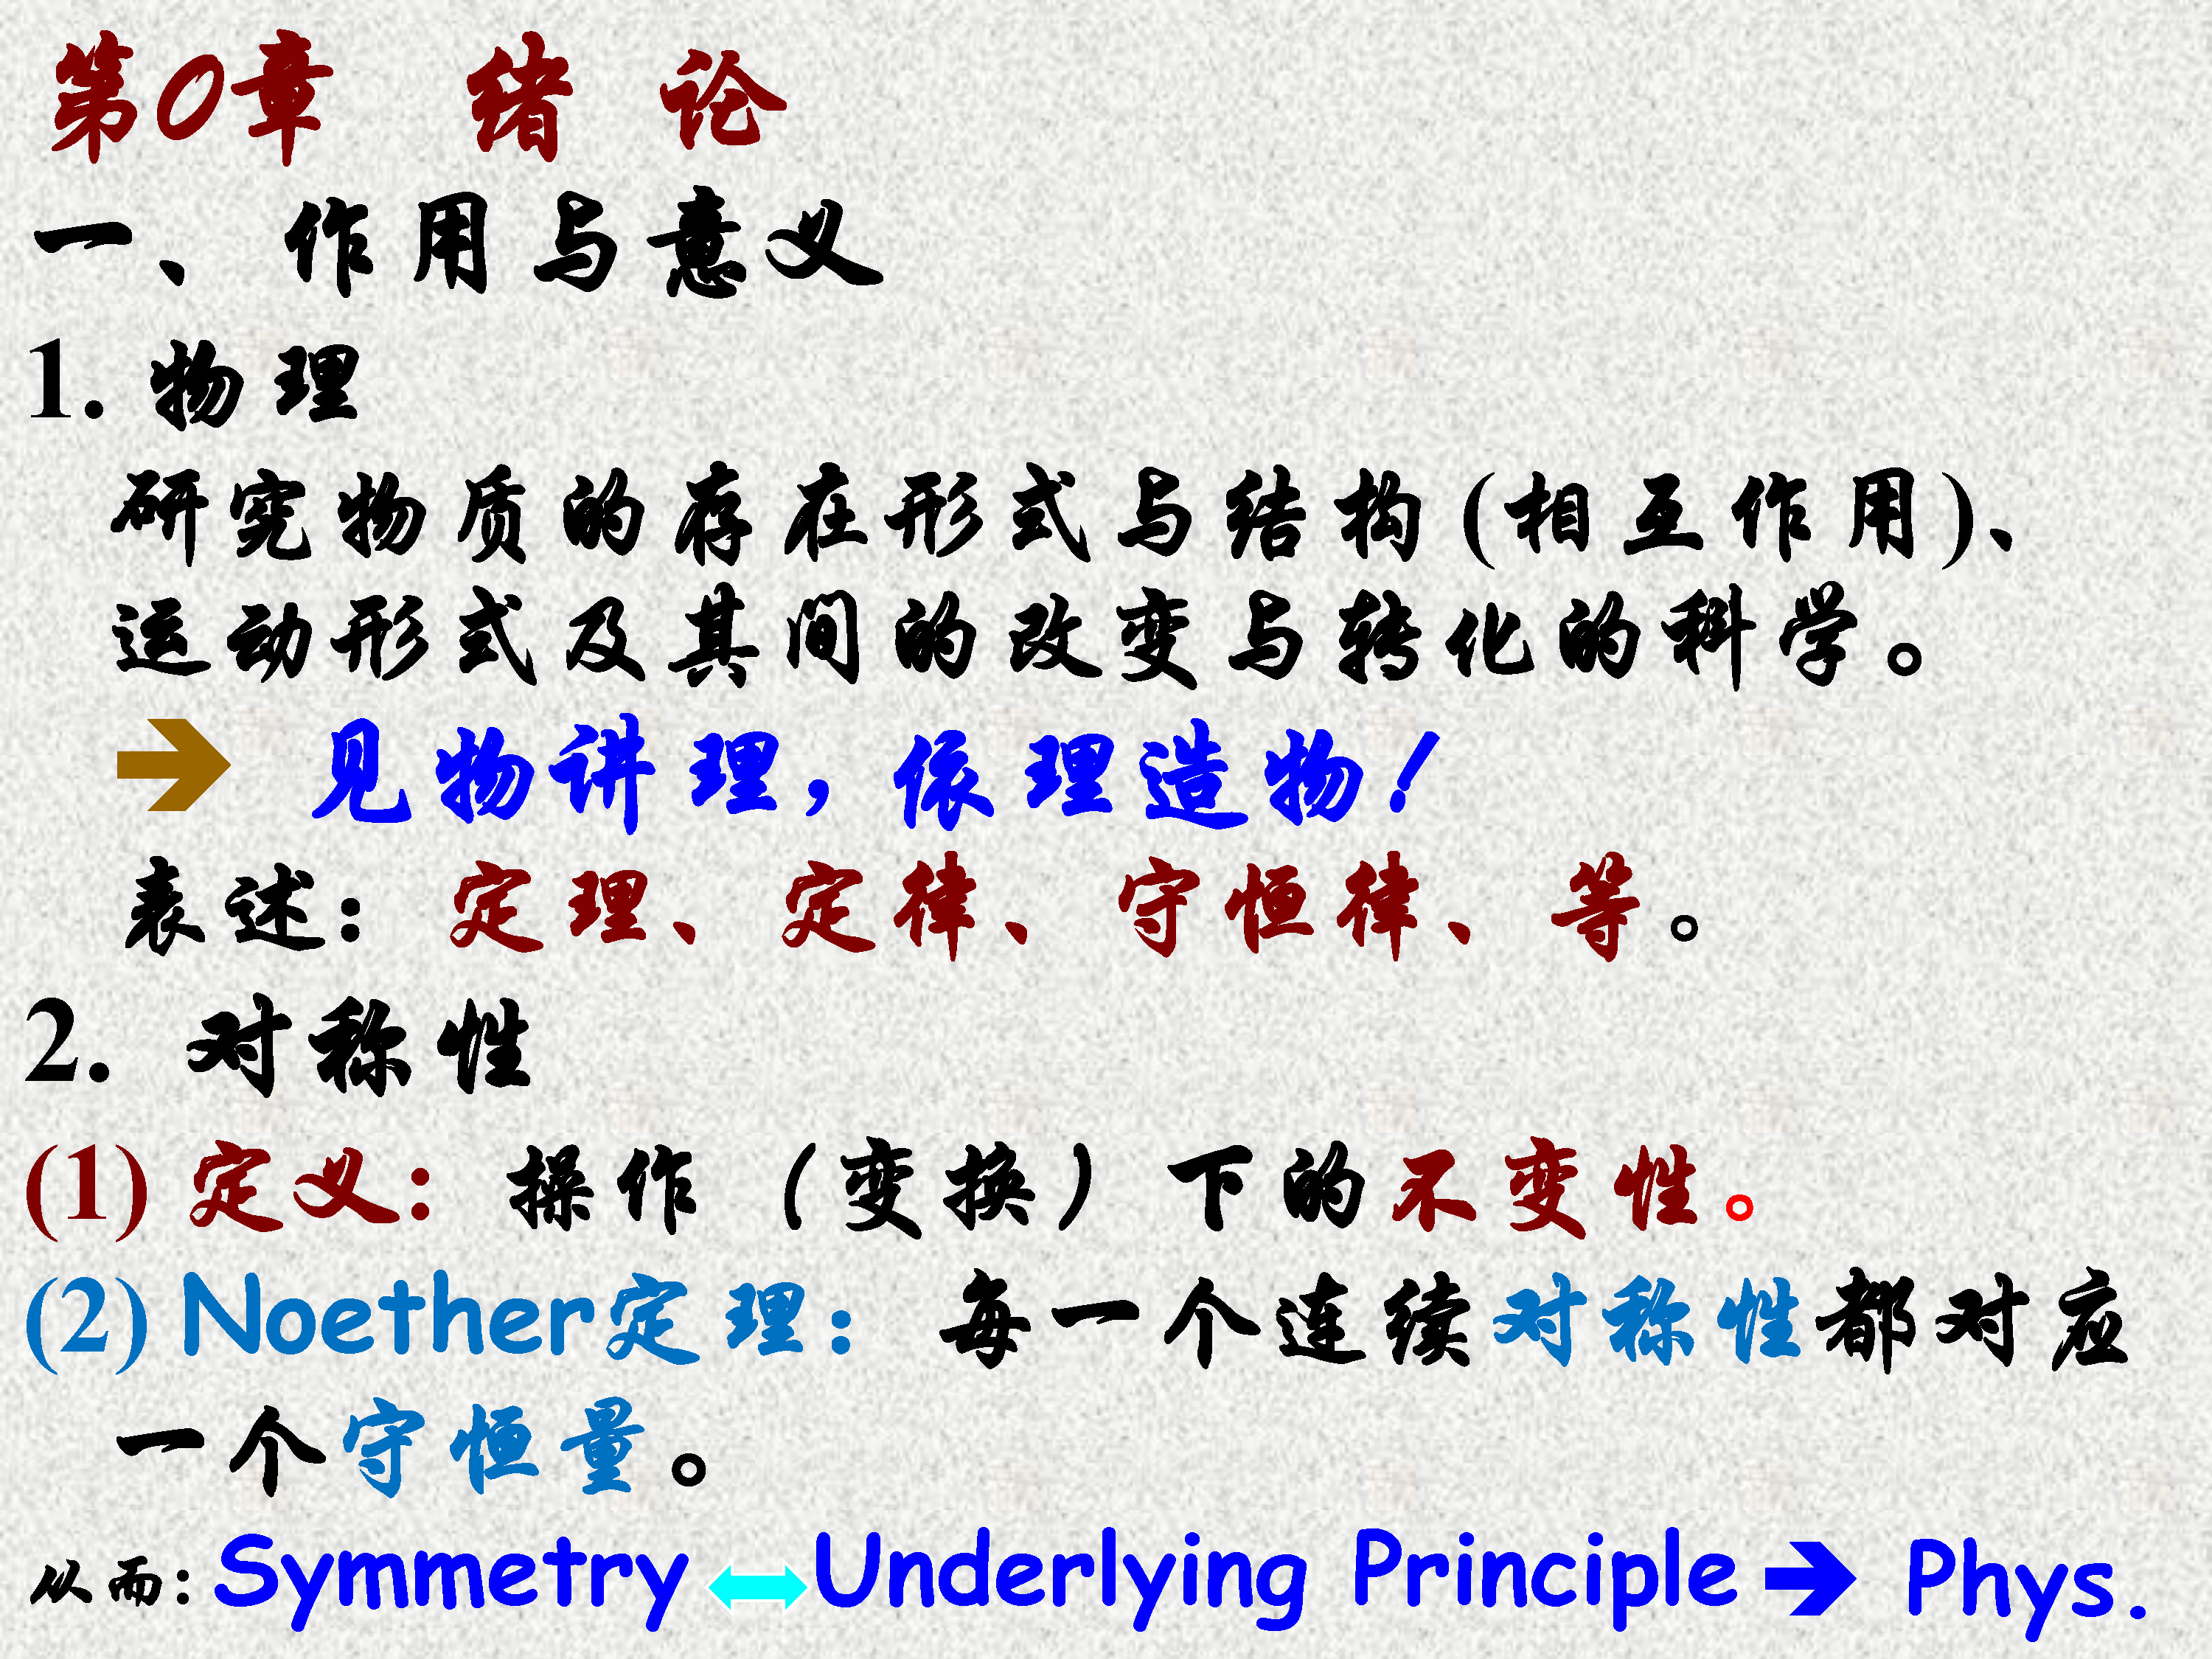 第0章 绪 论
一、 作用与意义
1. 物理
研究物质的存在形式与结构(相互作用)、
运动形式及其间的改变与转化的科学。
➔ 见物讲理，依理造物！
表述：定理、定律、守恒律、等。
2. 对称性
(1) 定义：操作（变换）下的不变性。
(2) Noether定理： 每一个连续对称性都对应
一个守恒量。
从而：Symmetry ⟷ Underlying Principle ➔ Phys.